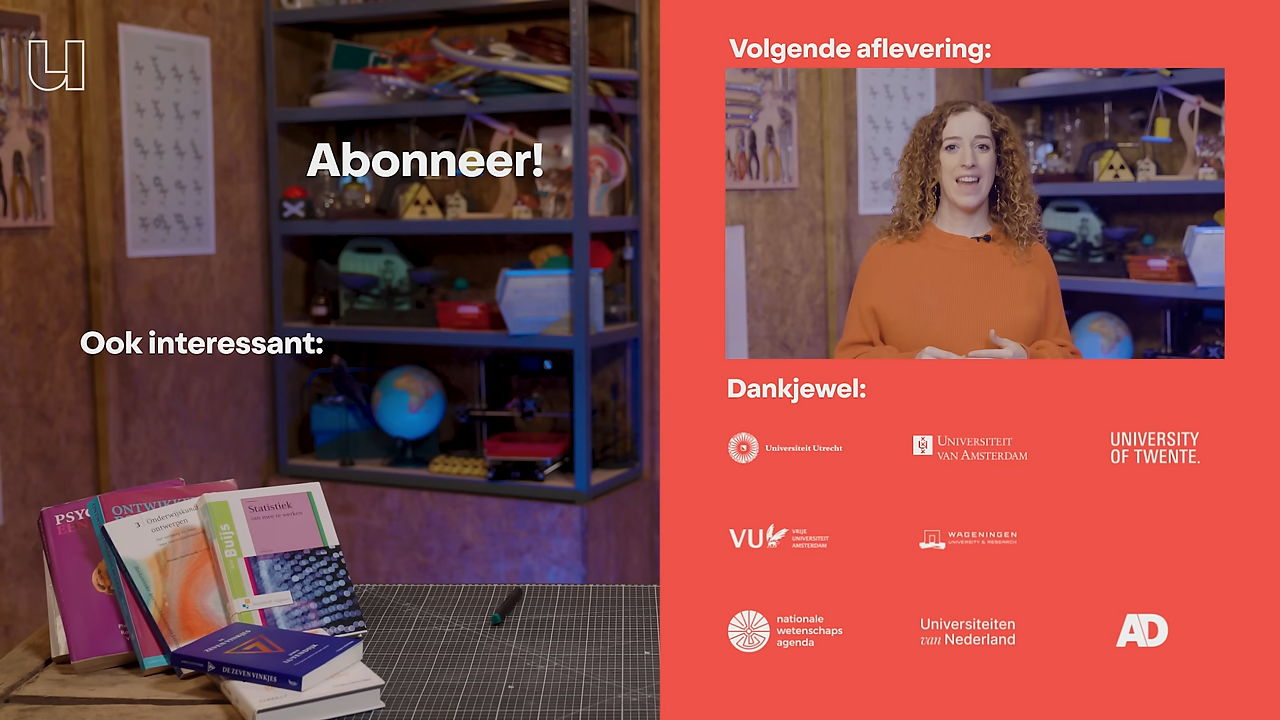 U
Abonneer!
Ook interessant:
Buijs
Statistiek
om mee te werken
3 Onderwijskundig
ontwerpen
DE ZEVEN VINKJES
Volgende aflevering:
Dankjewel:
Universiteit Utrecht
UNIVERSITEIT
VAN AMSTERDAM
UNIVERSITY
OF TWENTE.
VU
VRIJE
UNIVERSITEIT
AMSTERDAM
WAGENINGEN
UNIVERSITY & RESEARCH
nationale
wetenschaps
agenda
Universiteiten
van Nederland
AD